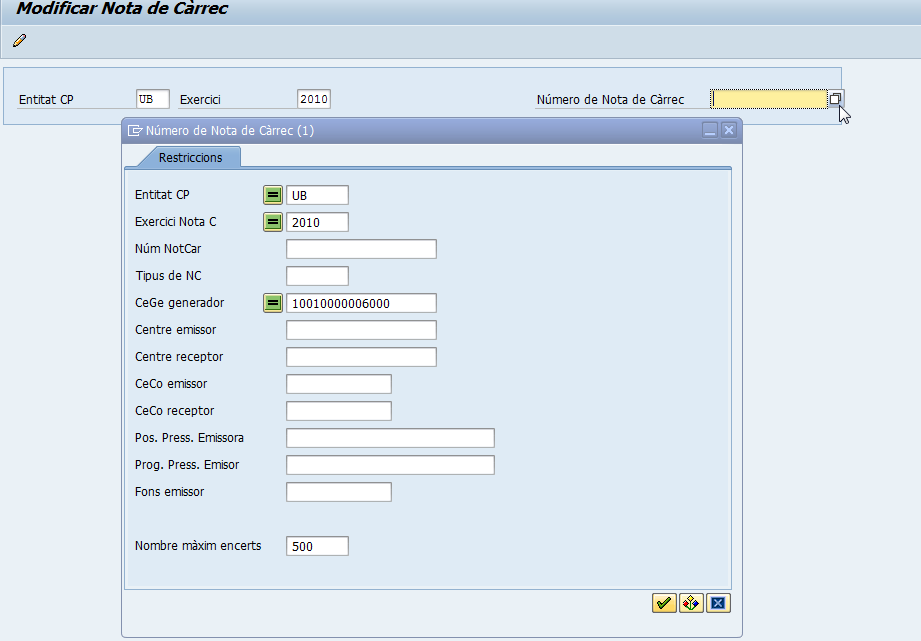 Modificar Nota de Càrrec
Entitat CP UB Exercici 2010 Número de Nota de Càrrec
Número de Nota de Càrrec (1)
Restriccions
Entitat CP UB
Exercici Nota C 2010
Núm NotCar
Tipus de NC
CeGe generador 10010000006000
Centre emissor
Centre receptor
CeCo emissor
CeCo receptor
Pos. Press. Emissora
Prog. Press. Emisor
Fons emissor
Nombre màxim encerts 500